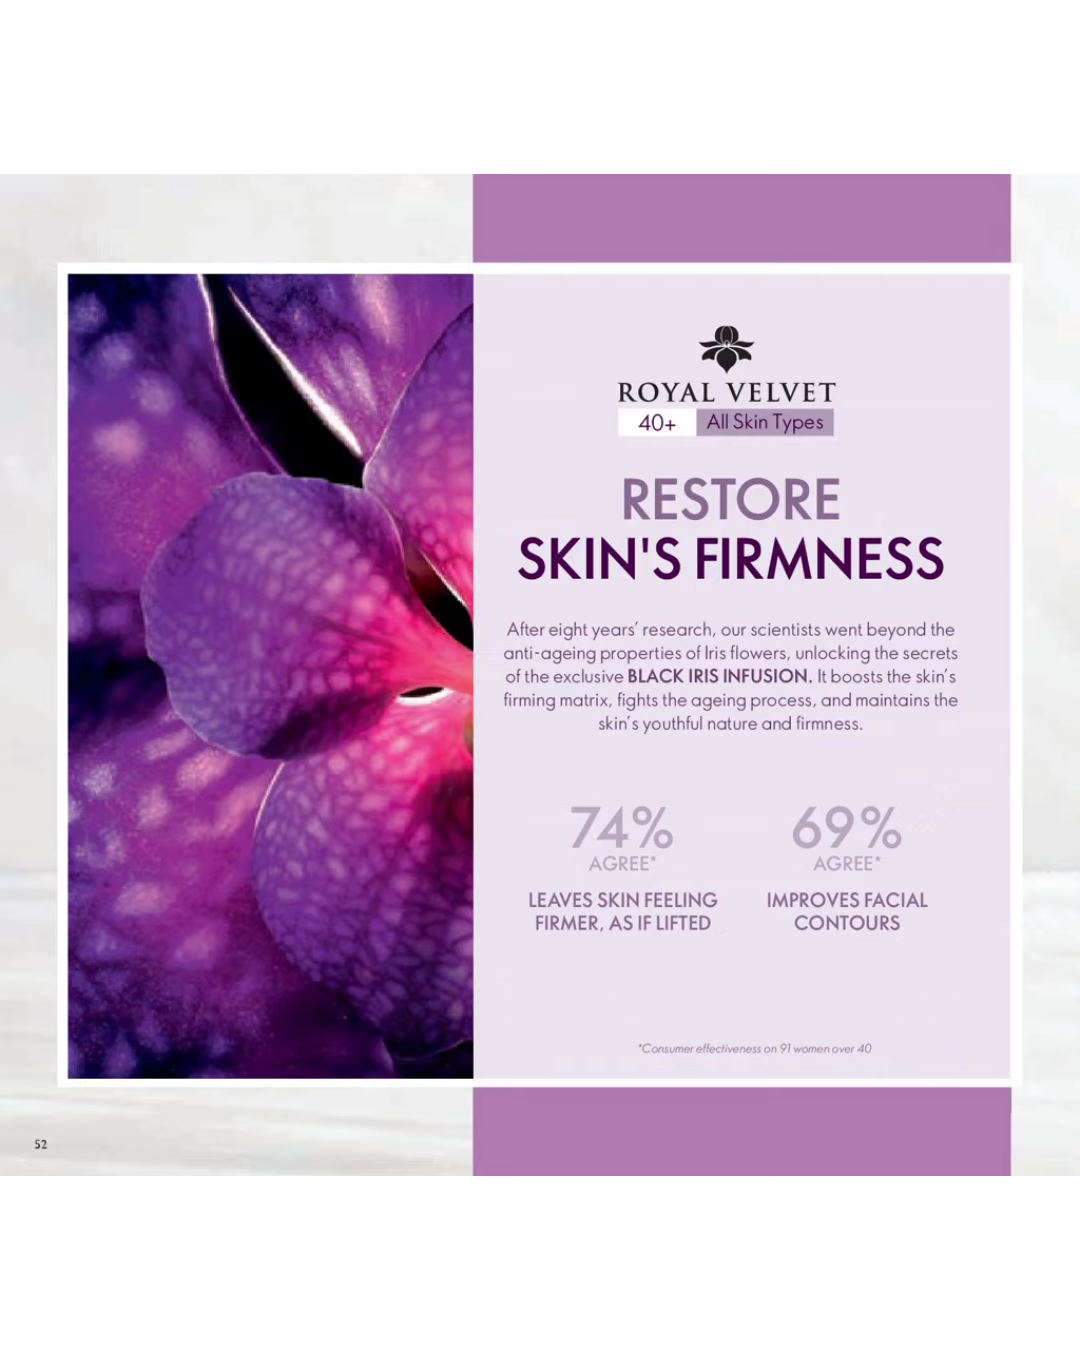 ROYAL VELVET
40+ All Skin Types
RESTORE
SKIN'S FIRMNESS
After eight years’ research, our scientists went beyond the
anti-ageing properties of Iris flowers, unlocking the secrets
of the exclusive BLACK IRIS INFUSION. It boosts the skin’s
firming matrix, fights the ageing process, and maintains the
skin’s youthful nature and firmness.
74%
AGREE*
LEAVES SKIN FEELING
FIRMER, AS IF LIFTED
69%
AGREE*
IMPROVES FACIAL
CONTOURS
*Consumer effectiveness on 91 women over 40
52